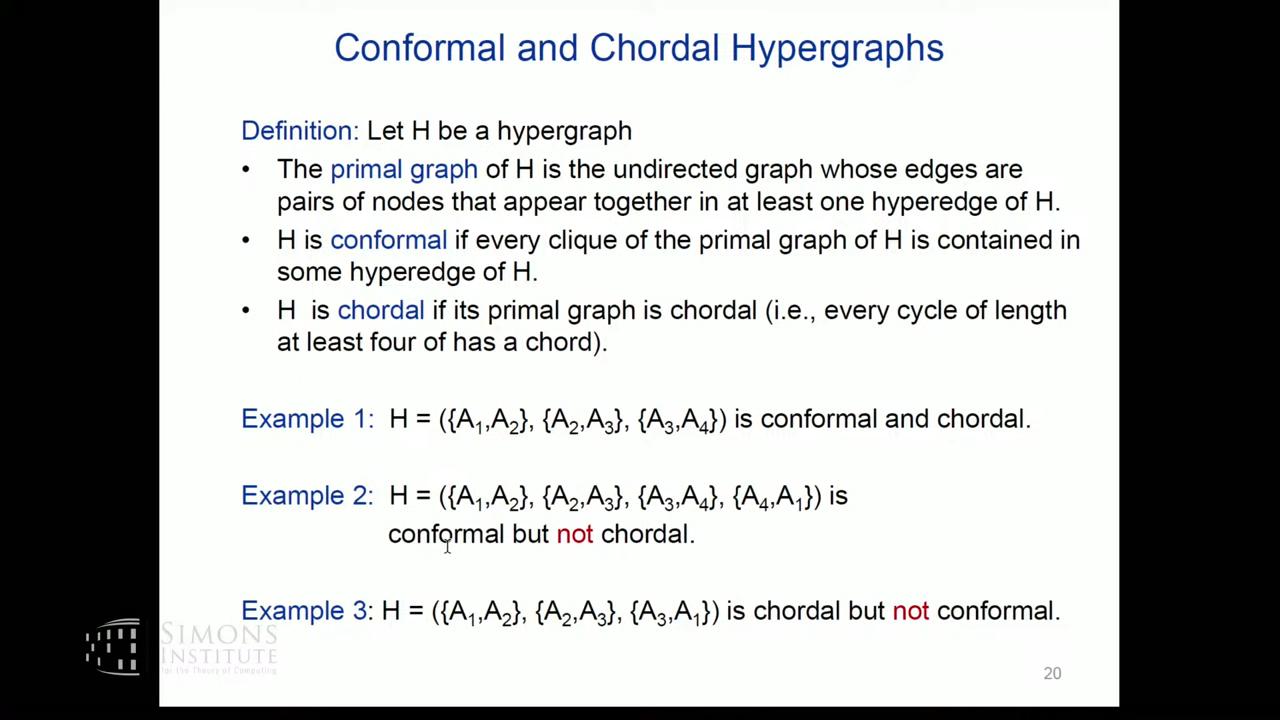 Conformal and Chordal Hypergraphs
Definition: Let H be a hypergraph
• The primal graph of H is the undirected graph whose edges are
pairs of nodes that appear together in at least one hyperedge of H.
• H is conformal if every clique of the primal graph of H is contained in
some hyperedge of H.
• H is chordal if its primal graph is chordal (i.e., every cycle of length
at least four of has a chord).
Example 1: H = ({A₁,A₂}, {A₂,A₃}, {A₃,A₄}) is conformal and chordal.
Example 2: H = ({A₁,A₂}, {A₂,A₃}, {A₃,A₄}, {A₄,A₁}) is
conformal but not chordal.
Example 3: H = ({A₁,A₂}, {A₂,A₃}, {A₃,A₁}) is chordal but not conformal.
SIMONS
INSTITUTE
for the Theory of Computing
20